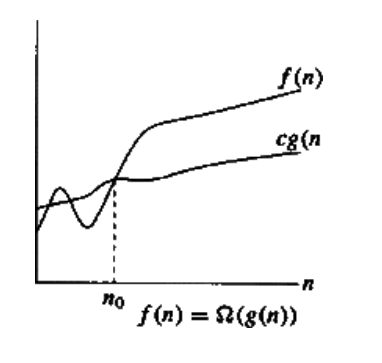 f(n)
cg(n
n
n₀
f(n) = Ω(g(n))